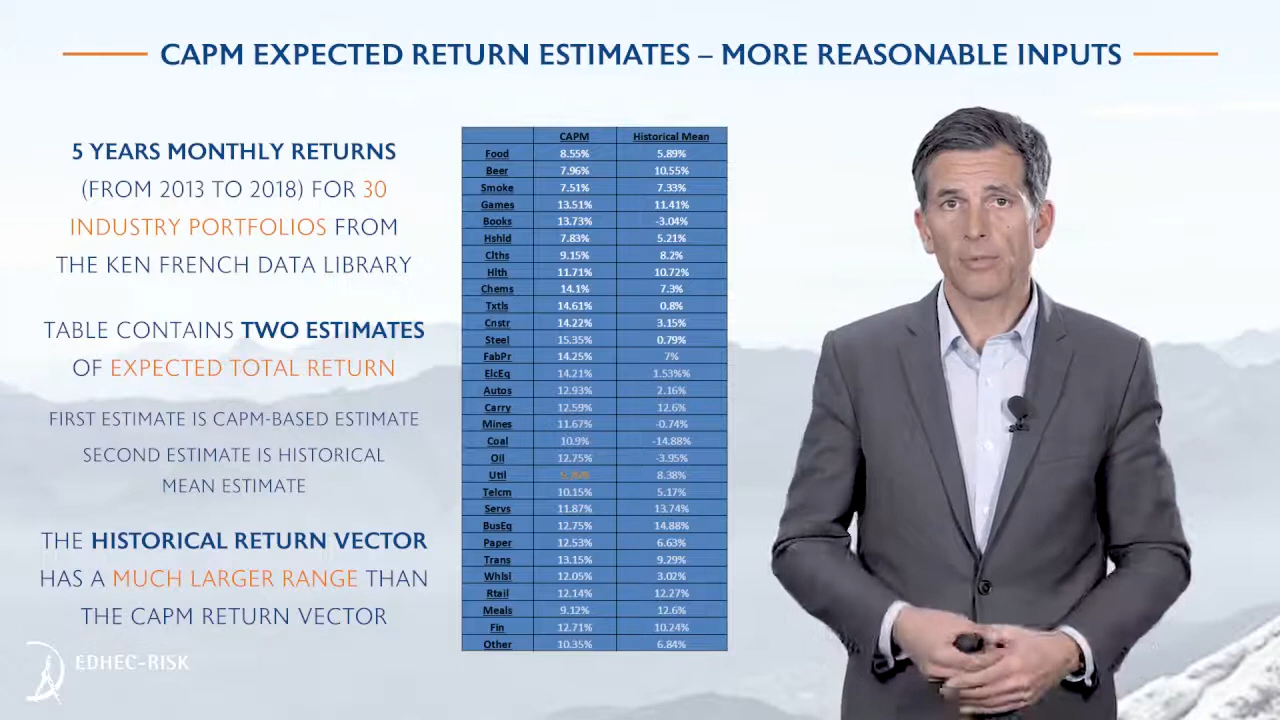 CAPM EXPECTED RETURN ESTIMATES – MORE REASONABLE INPUTS
5 YEARS MONTHLY RETURNS
(FROM 2013 TO 2018) FOR 30
INDUSTRY PORTFOLIOS FROM
THE KEN FRENCH DATA LIBRARY
TABLE CONTAINS TWO ESTIMATES
OF EXPECTED TOTAL RETURN
FIRST ESTIMATE IS CAPM-BASED ESTIMATE
SECOND ESTIMATE IS HISTORICAL
MEAN ESTIMATE
THE HISTORICAL RETURN VECTOR
HAS A MUCH LARGER RANGE THAN
THE CAPM RETURN VECTOR
CAPM Historical Mean
Food 8.55% 5.89%
Beer 7.96% 10.55%
Smoke 7.51% 7.33%
Games 13.51% 11.41%
Books 13.73% -3.04%
Hshld 7.83% 5.21%
Clths 9.15% 8.2%
Hlth 11.71% 10.72%
Chems 14.1% 7.3%
Txtls 14.61% 0.8%
Cnstr 14.22% 3.15%
Steel 15.35% 0.79%
FabPr 14.25% 7%
ElcEq 14.21% 1.53%%
Autos 12.93% 2.16%
Carry 12.59% 12.6%
Mines 11.67% -0.74%
Coal 10.9% -14.88%
Oil 12.75% -3.95%
Util 8.38%
Telcm 10.15% 5.17%
Servs 11.87% 13.74%
BusEq 12.75% 14.88%
Paper 12.53% 6.63%
Trans 13.15% 9.29%
Whlsl 12.05% 3.02%
Rtail 12.14% 12.27%
Meals 9.12% 12.6%
Fin 12.71% 10.24%
Other 10.35% 6.84%
EDHEC-RISK